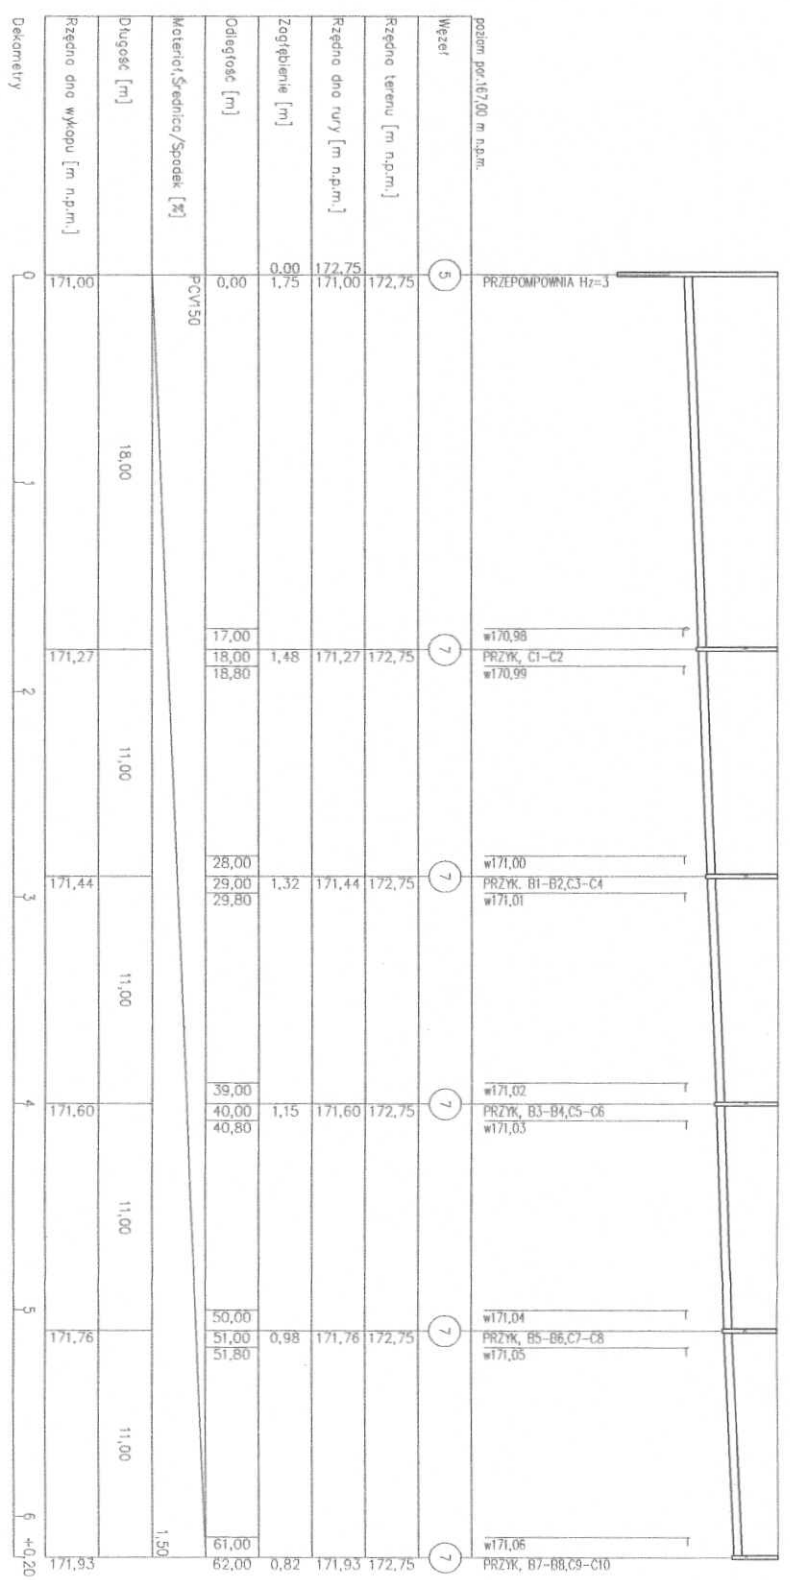 poziom por.167,00 m n.p.m.
PRZEPOMPOWNIA Hz=3
w170,98
PRZYK, C1-C2
w170,99
w171,00
PRZYK. B1-B2,C3-C4
w171,01
w171,02
PRZYK, B3-B4,C5-C6
w171,03
w171,04
PRZYK, B5-B6,C7-C8
w171,05
w171,06
PRZYK, B7-B8,C9-C10
Węzeł 5 7 7 7 7 7
Rzędna terenu [m n.p.m.] 172,75 172,75 172,75 172,75 172,75 172,75
Rzędna dna rury [m n.p.m.] 172,75 171,00 171,27 171,44 171,60 171,76 171,93
Zagłębienie [m] 0,00 1,75 1,48 1,32 1,15 0,98 0,82
Odległość [m] 0,00 17,00 18,00 18,80 28,00 29,00 29,80 39,00 40,00 40,80 50,00 51,00 51,80 61,00 62,00
Materiał,Średnica/Spadek [%] PCV150 1,50
Długość [m] 18,00 11,00 11,00 11,00 11,00
Rzędna dna wykopu [m n.p.m.] 171,00 171,27 171,44 171,60 171,76 171,93
Dekametry 0 1 2 3 4 5 6 +0,20